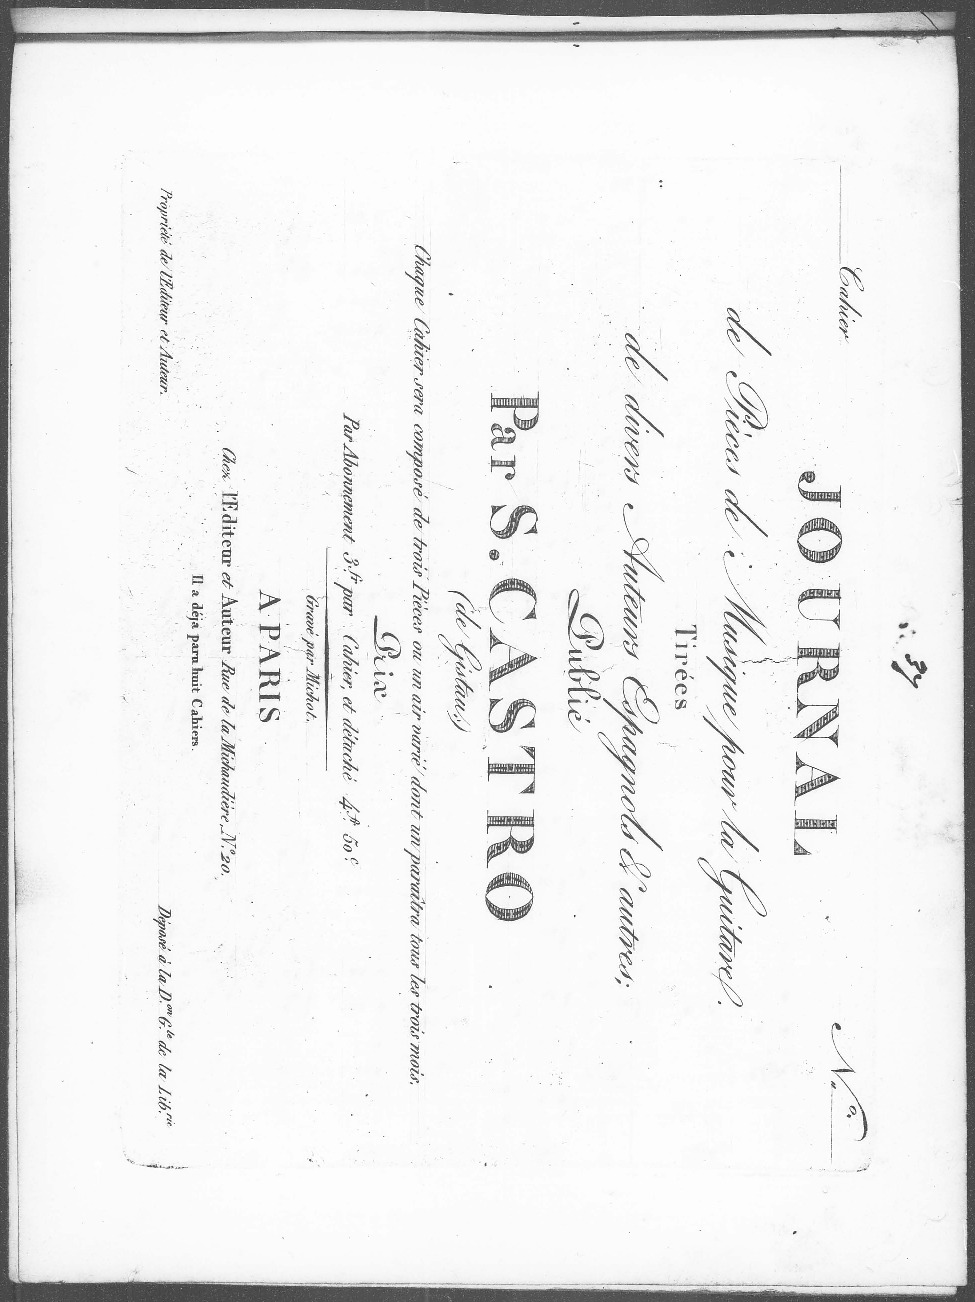 Cahier N.º
JOURNAL
de Pièces de Musique pour la Guitare.
Tirées
de divers Auteurs Espagnols & autres;
Publié
Par S. CASTRO
(de Gistau.)
Chaque Cahier sera composé de trois Pièces ou un air varié dont un paraîtra tous les trois mois.
Prix
Par Abonnement 3.fr par Cahier, et détaché 4.fr 50.c
Gravé par Michot.
A PARIS
Chez l'Editeur et Auteur Rue de la Michaudière, N.º 20.
Il a déja paru huit Cahiers.
Propriété de l'Editeur et Auteur. Déposé à la D.on G.le de la Lib.rie